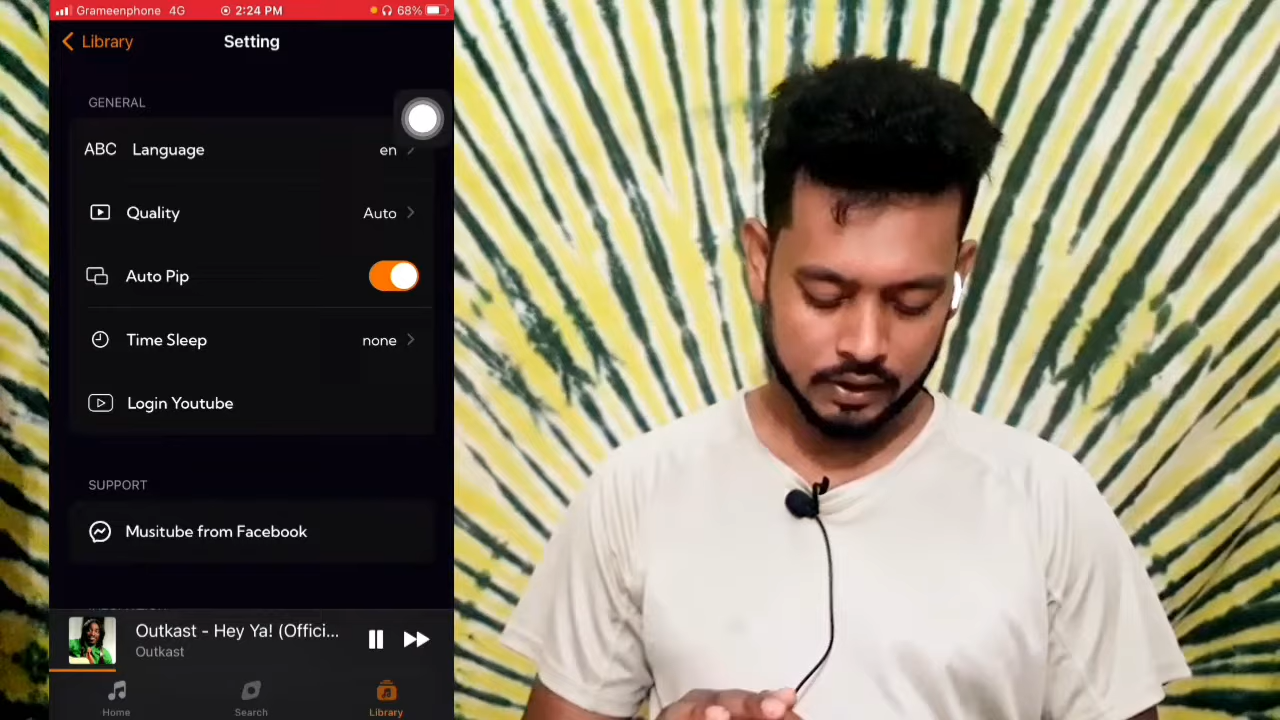 Grameenphone 4G 2:24 PM 68%
Library Setting
GENERAL
ABC Language en
Quality Auto
Auto Pip
Time Sleep none
Login Youtube
SUPPORT
Musitube from Facebook
Outkast - Hey Ya! (Offici...
Outkast
Home Search Library